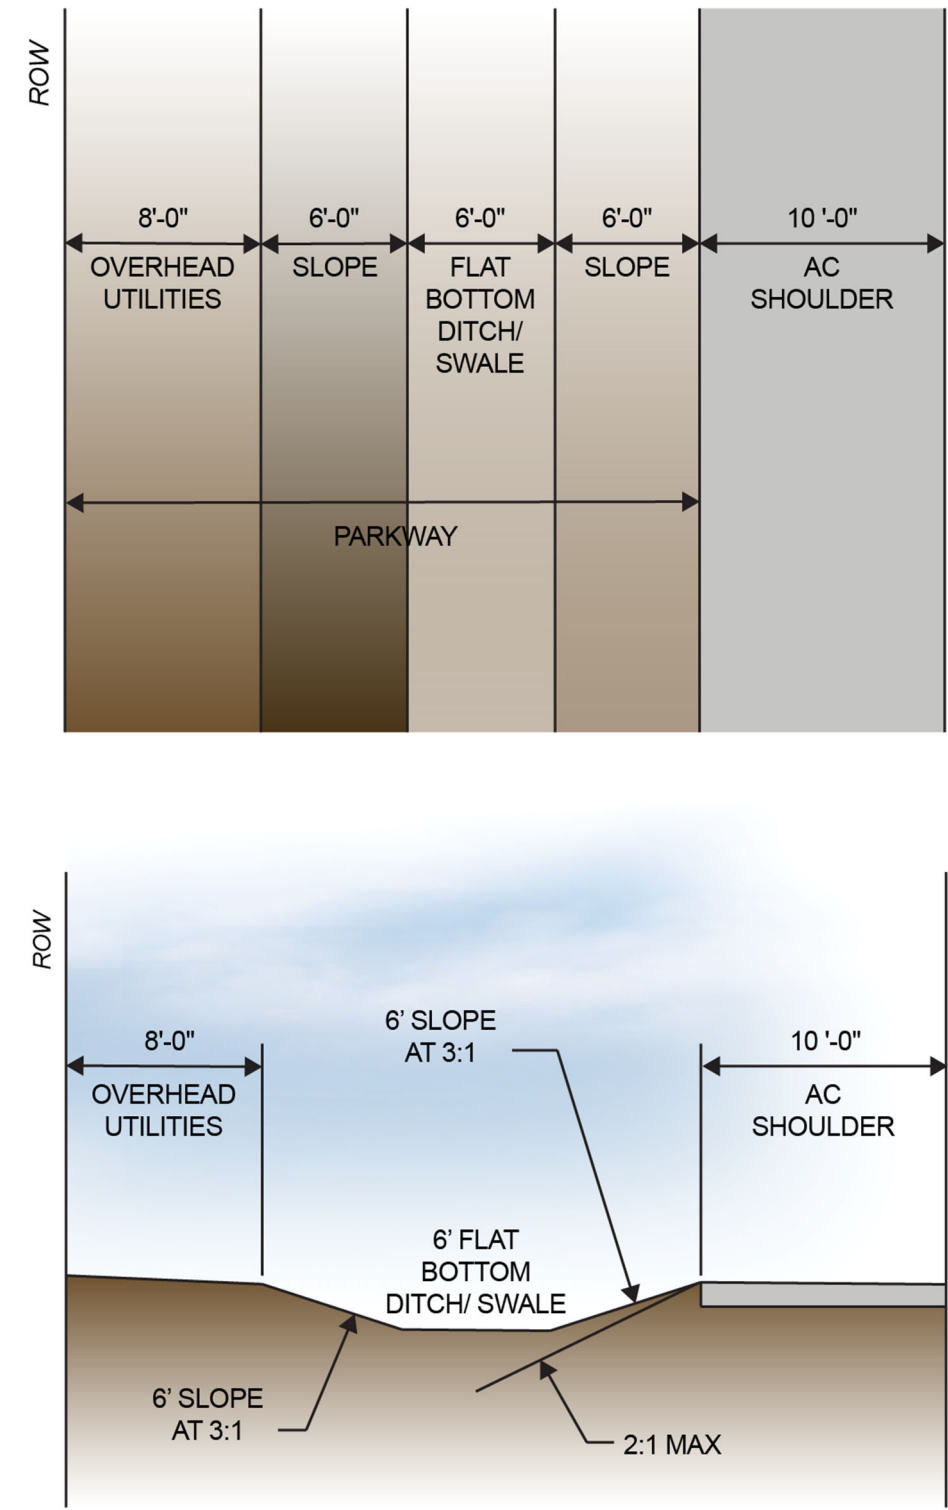 ROW
8'-0"
6'-0"
6'-0"
6'-0"
10 '-0"
OVERHEAD
UTILITIES
SLOPE
FLAT
BOTTOM
DITCH/
SWALE
SLOPE
AC
SHOULDER
PARKWAY
ROW
8'-0"
OVERHEAD
UTILITIES
6’ SLOPE
AT 3:1
10 '-0"
AC
SHOULDER
6’ FLAT
BOTTOM
DITCH/ SWALE
6’ SLOPE
AT 3:1
2:1 MAX